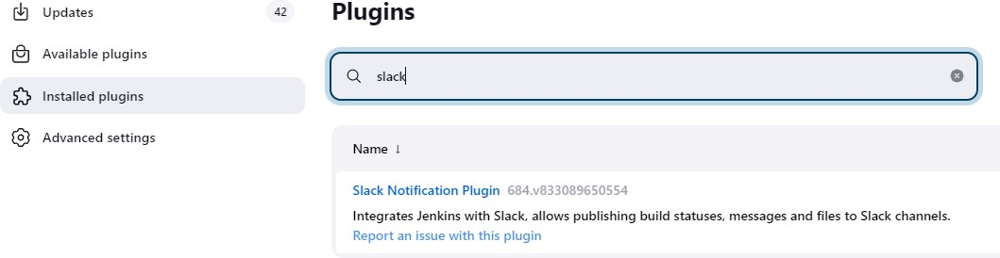 Updates 42
Available plugins
Installed plugins
Advanced settings
Plugins
slack
Name ↓
Slack Notification Plugin 684.v833089650554
Integrates Jenkins with Slack, allows publishing build statuses, messages and files to Slack channels.
Report an issue with this plugin